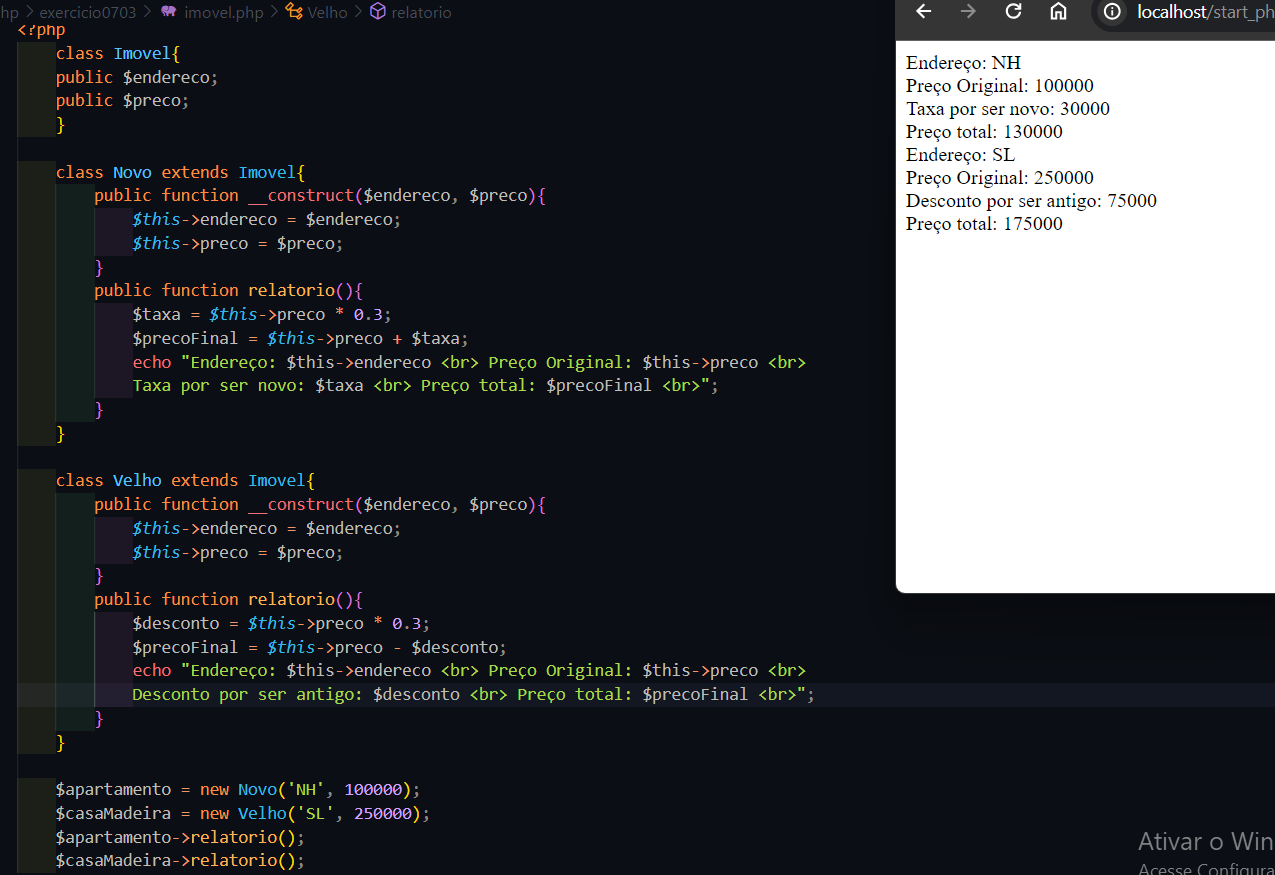 hp > exercicio0703 > imovel.php > Velho > relatorio
<?php
class Imovel{
public $endereco;
public $preco;
}
class Novo extends Imovel{
public function __construct($endereco, $preco){
$this->endereco = $endereco;
$this->preco = $preco;
}
public function relatorio(){
$taxa = $this->preco * 0.3;
$precoFinal = $this->preco + $taxa;
echo "Endereço: $this->endereco <br> Preço Original: $this->preco <br>
Taxa por ser novo: $taxa <br> Preço total: $precoFinal <br>";
}
}
class Velho extends Imovel{
public function __construct($endereco, $preco){
$this->endereco = $endereco;
$this->preco = $preco;
}
public function relatorio(){
$desconto = $this->preco * 0.3;
$precoFinal = $this->preco - $desconto;
echo "Endereço: $this->endereco <br> Preço Original: $this->preco <br>
Desconto por ser antigo: $desconto <br> Preço total: $precoFinal <br>";
}
}
$apartamento = new Novo('NH', 100000);
$casaMadeira = new Velho('SL', 250000);
$apartamento->relatorio();
$casaMadeira->relatorio();
localhost/start_ph
Endereço: NH
Preço Original: 100000
Taxa por ser novo: 30000
Preço total: 130000
Endereço: SL
Preço Original: 250000
Desconto por ser antigo: 75000
Preço total: 175000
Ativar o Win
Acesse Configura